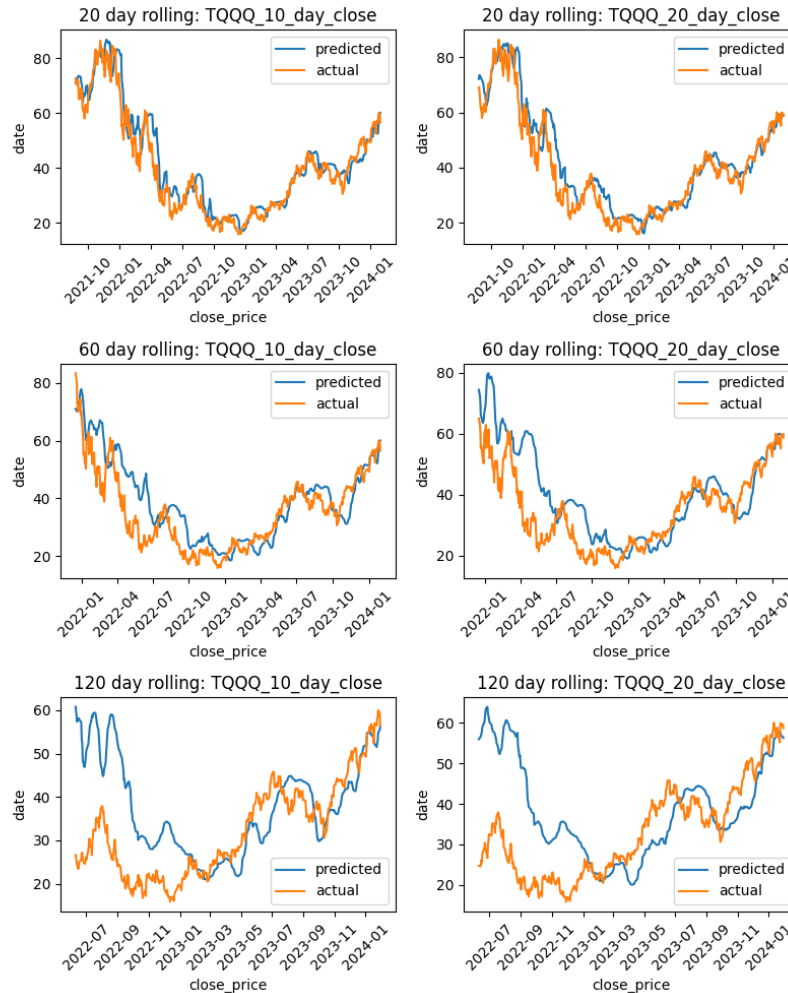 20 day rolling: TQQQ_10_day_close
80
60
40
20
date
predicted
actual
2021-10
2022-01
2022-04
2022-07
2022-10
2023-01
2023-04
2023-07
2023-10
2024-01
close_price
20 day rolling: TQQQ_20_day_close
80
60
40
20
date
predicted
actual
2021-10
2022-01
2022-04
2022-07
2022-10
2023-01
2023-04
2023-07
2023-10
2024-01
close_price
60 day rolling: TQQQ_10_day_close
80
60
40
20
date
predicted
actual
2022-01
2022-04
2022-07
2022-10
2023-01
2023-04
2023-07
2023-10
2024-01
close_price
60 day rolling: TQQQ_20_day_close
80
60
40
20
date
predicted
actual
2022-01
2022-04
2022-07
2022-10
2023-01
2023-04
2023-07
2023-10
2024-01
close_price
120 day rolling: TQQQ_10_day_close
60
50
40
30
20
date
predicted
actual
2022-07
2022-09
2022-11
2023-01
2023-03
2023-05
2023-07
2023-09
2023-11
2024-01
close_price
120 day rolling: TQQQ_20_day_close
60
50
40
30
20
date
predicted
actual
2022-07
2022-09
2022-11
2023-01
2023-03
2023-05
2023-07
2023-09
2023-11
2024-01
close_price